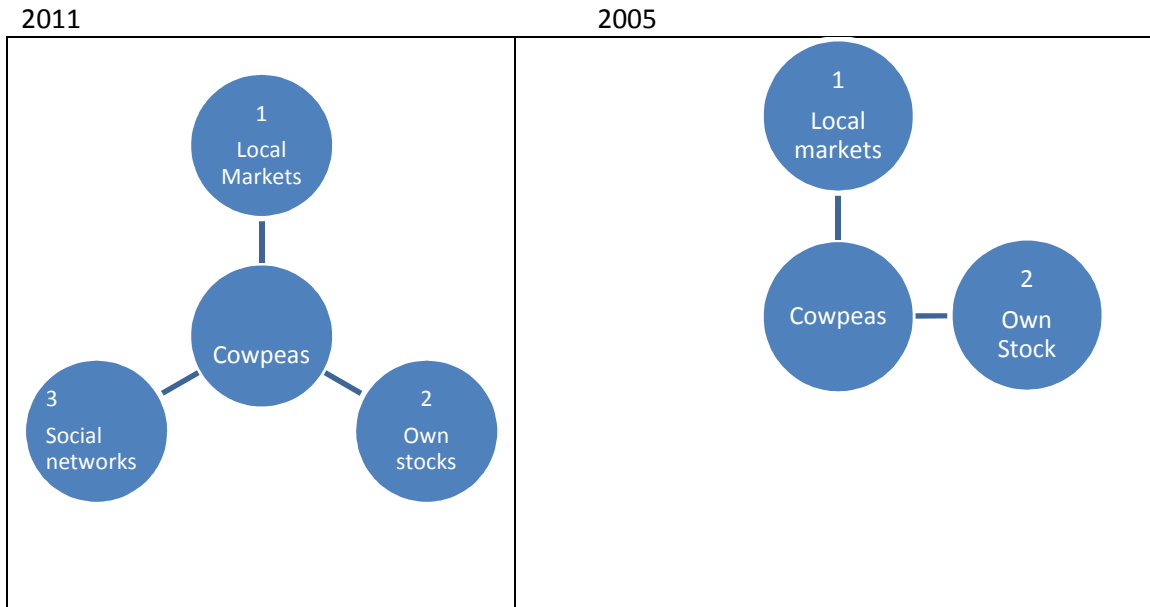 2011
2005
1
Local
Markets
Cowpeas
3
Social
networks
2
Own
stocks
1
Local
markets
Cowpeas
2
Own
Stock